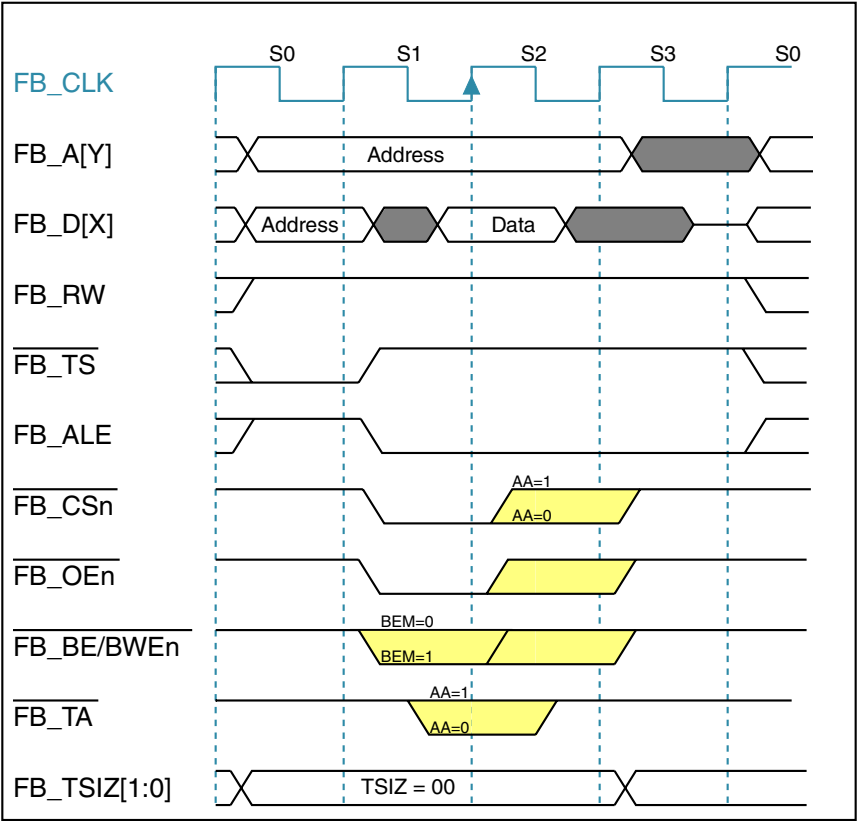 S0 S1 S2 S3 S0
FB_CLK
FB_A[Y] Address
FB_D[X] Address Data
FB_RW
FB_TS
FB_ALE
FB_CSn AA=1
AA=0
FB_OEn
FB_BE/BWEn BEM=0
BEM=1
FB_TA AA=1
AA=0
FB_TSIZ[1:0] TSIZ = 00